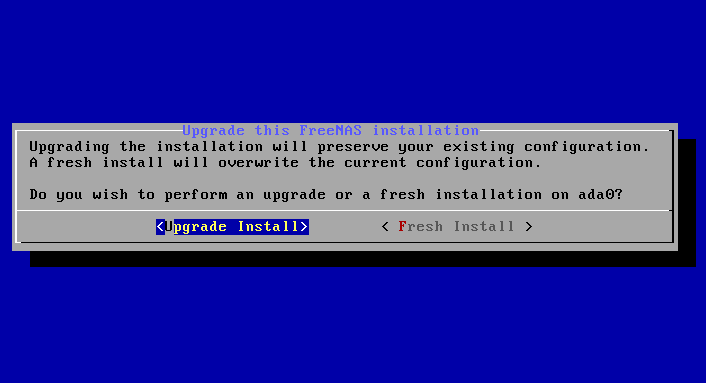 Upgrade this FreeNAS installation
Upgrading the installation will preserve your existing configuration.
A fresh install will overwrite the current configuration.
Do you wish to perform an upgrade or a fresh installation on ada0?
<Upgrade Install> < Fresh Install >